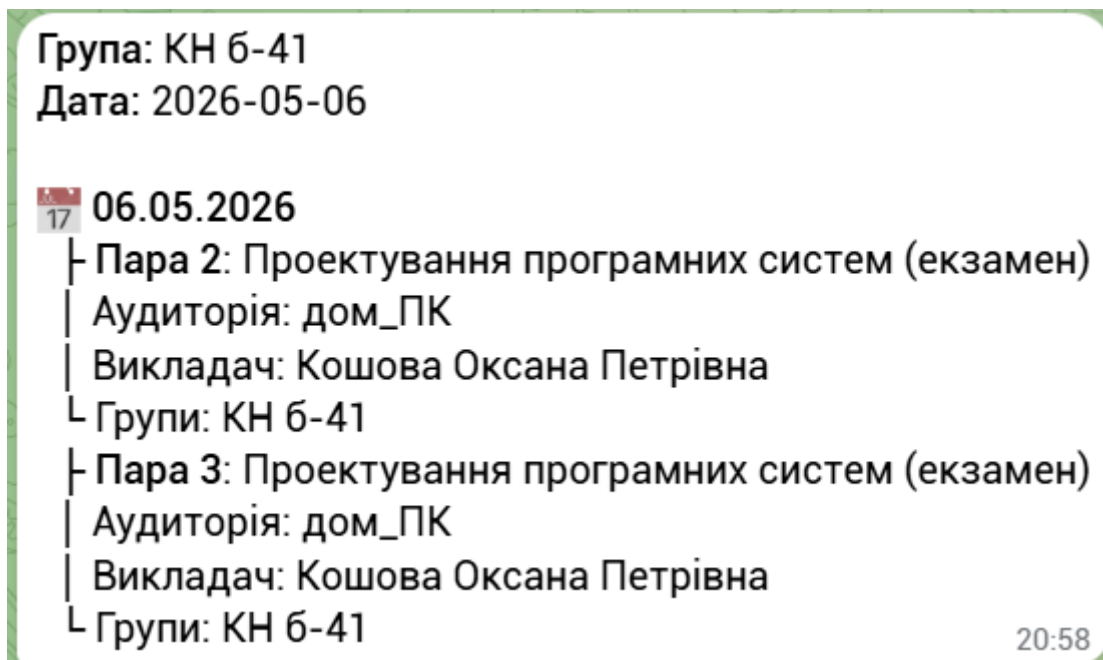 Група: КН б-41
Дата: 2026-05-06
JUL 17 06.05.2026
├ Пара 2: Проектування програмних систем (екзамен)
│ Аудиторія: дом_ПК
│ Викладач: Кошова Оксана Петрівна
└ Групи: КН б-41
├ Пара 3: Проектування програмних систем (екзамен)
│ Аудиторія: дом_ПК
│ Викладач: Кошова Оксана Петрівна
└ Групи: КН б-41
20:58